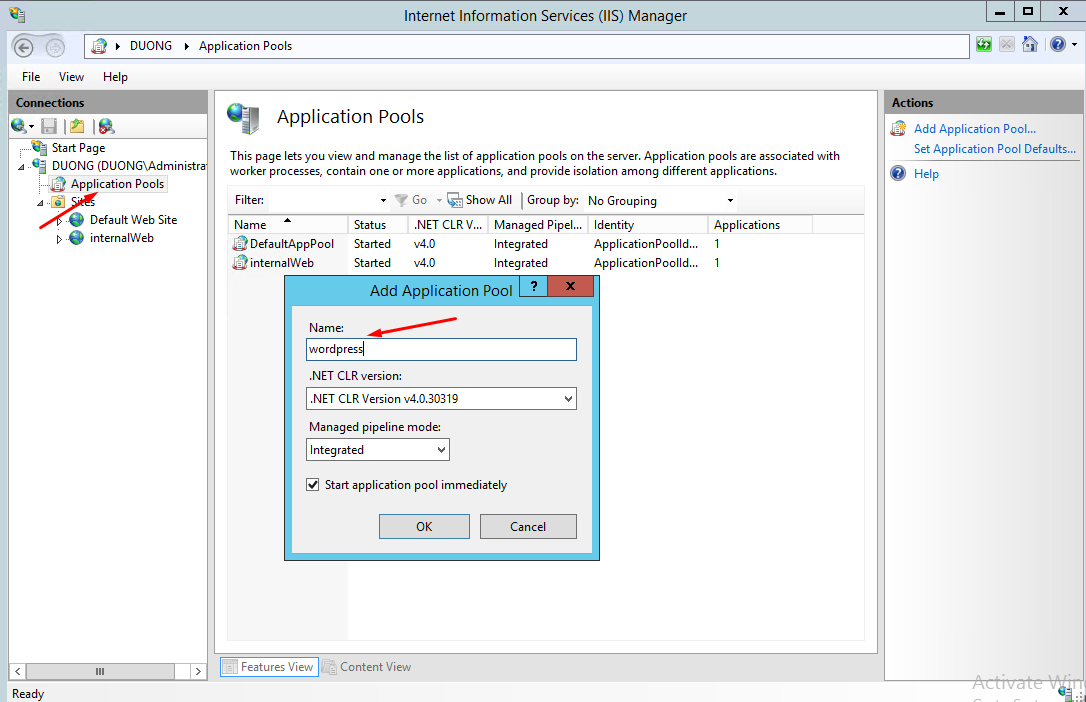 Internet Information Services (IIS) Manager
DUONG Application Pools
File View Help
Connections
Start Page
DUONG (DUONG\Administrat
Application Pools
Sites
Default Web Site
internalWeb
Application Pools
This page lets you view and manage the list of application pools on the server. Application pools are associated with
worker processes, contain one or more applications, and provide isolation among different applications.
Filter: Go Show All Group by: No Grouping
Name Status .NET CLR V... Managed Pipel... Identity Applications
DefaultAppPool Started v4.0 Integrated ApplicationPoolId... 1
internalWeb Started v4.0 Integrated ApplicationPoolId... 1
Add Application Pool ? x
Name:
wordpress
.NET CLR version:
.NET CLR Version v4.0.30319
Managed pipeline mode:
Integrated
Start application pool immediately
OK Cancel
Features View Content View
Actions
Add Application Pool...
Set Application Pool Defaults...
Help
Ready
Activate Win